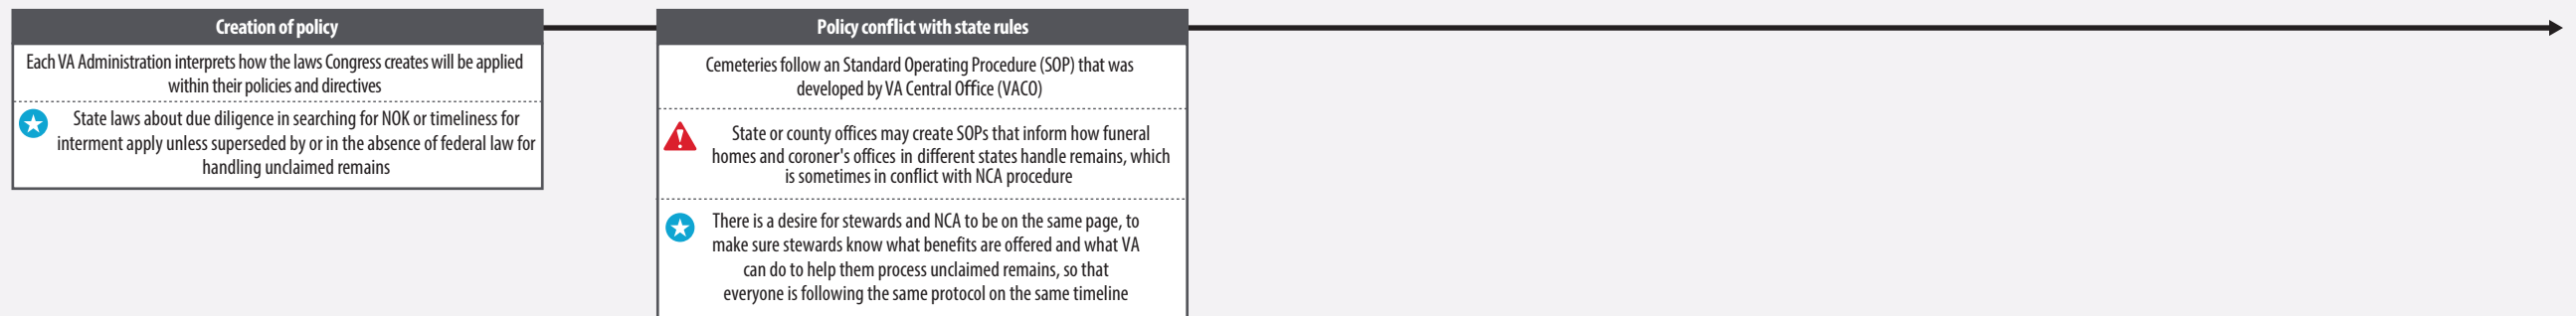 Creation of policy
Each VA Administration interprets how the laws Congress creates will be applied
within their policies and directives
State laws about due diligence in searching for NOK or timeliness for
interment apply unless superseded by or in the absence of federal law for
handling unclaimed remains
Policy conflict with state rules
Cemeteries follow an Standard Operating Procedure (SOP) that was
developed by VA Central Office (VACO)
State or county offices may create SOPs that inform how funeral
homes and coroner's offices in different states handle remains, which
is sometimes in conflict with NCA procedure
There is a desire for stewards and NCA to be on the same page, to
make sure stewards know what benefits are offered and what VA
can do to help them process unclaimed remains, so that
everyone is following the same protocol on the same timeline